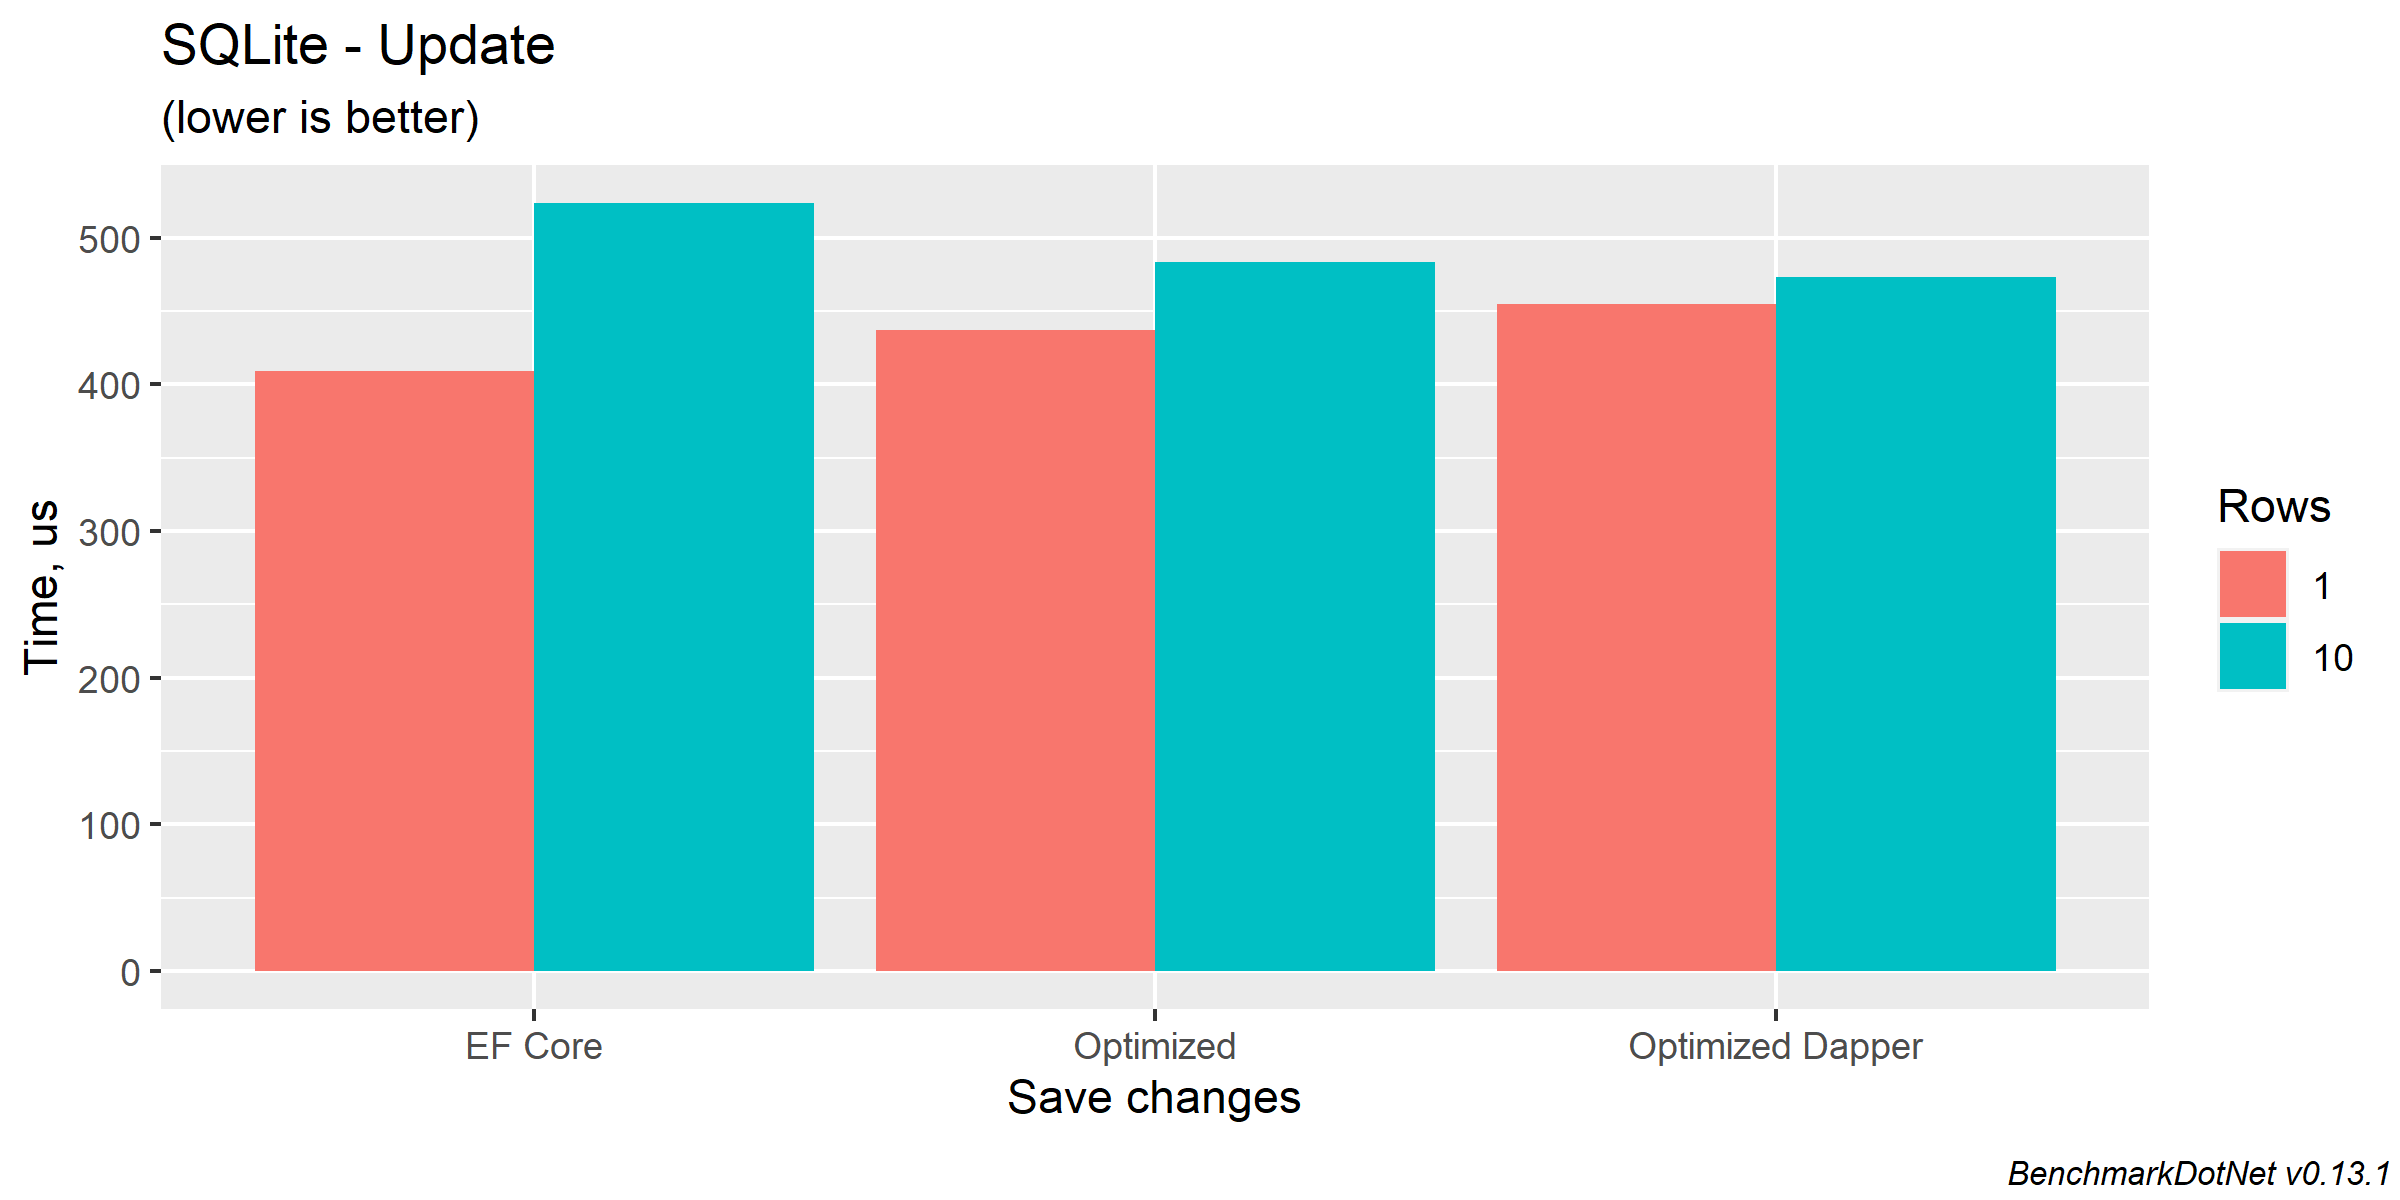 SQLite - Update
(lower is better)
Time, us
500
400
300
200
100
0
EF Core
Optimized
Optimized Dapper
Save changes
Rows
1
10
BenchmarkDotNet v0.13.1